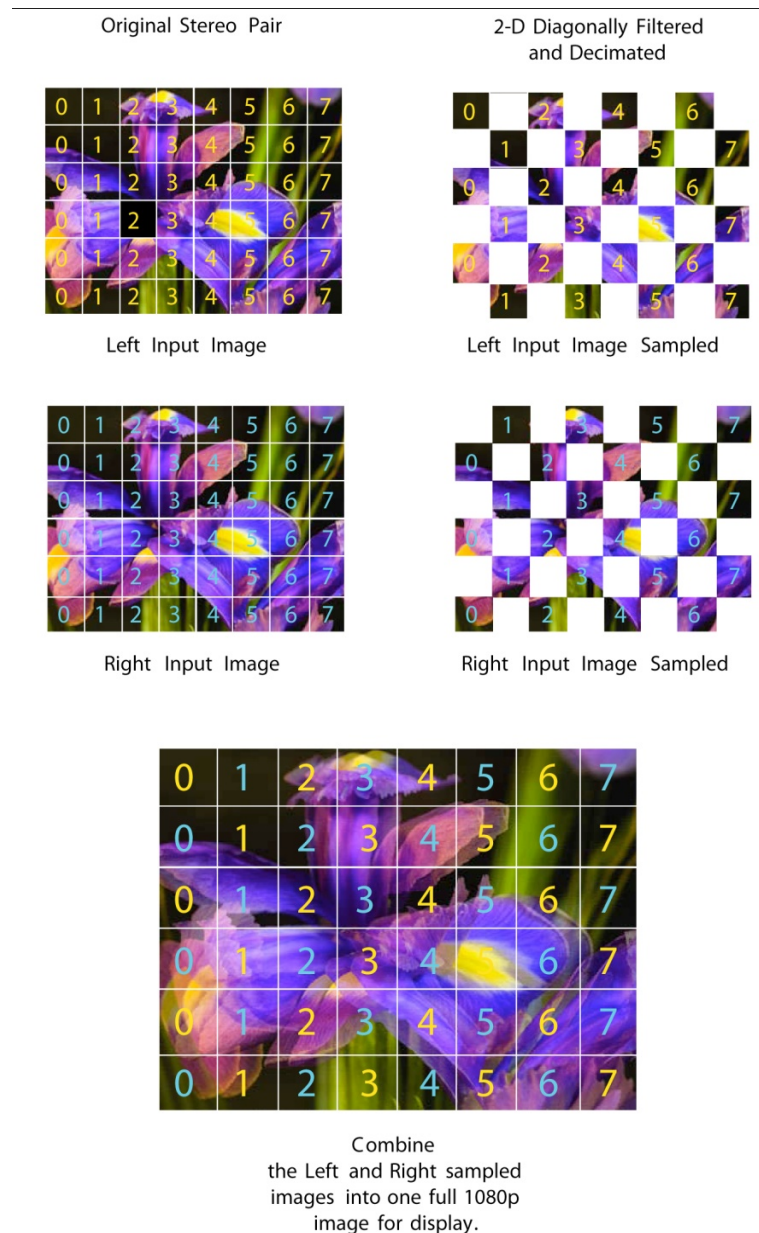 Original Stereo Pair
2-D Diagonally Filtered
and Decimated
0 1 2 3 4 5 6 7
0 1 2 3 4 5 6 7
0 1 2 3 4 5 6 7
0 1 2 3 4 5 6 7
0 1 2 3 4 5 6 7
0 1 2 3 4 5 6 7
Left Input Image
0 2 4 6
1 3 5 7
0 2 4 6
1 3 5 7
0 2 4 6
1 3 5 7
Left Input Image Sampled
0 1 2 3 4 5 6 7
0 1 2 3 4 5 6 7
0 1 2 3 4 5 6 7
0 1 2 3 4 5 6 7
0 1 2 3 4 5 6 7
0 1 2 3 4 5 6 7
Right Input Image
1 3 5 7
0 2 4 6
1 3 5 7
0 2 4 6
1 3 5 7
0 2 4 6
Right Input Image Sampled
0 1 2 3 4 5 6 7
0 1 2 3 4 5 6 7
0 1 2 3 4 5 6 7
0 1 2 3 4 5 6 7
0 1 2 3 4 5 6 7
0 1 2 3 4 5 6 7
Combine
the Left and Right sampled
images into one full 1080p
image for display.